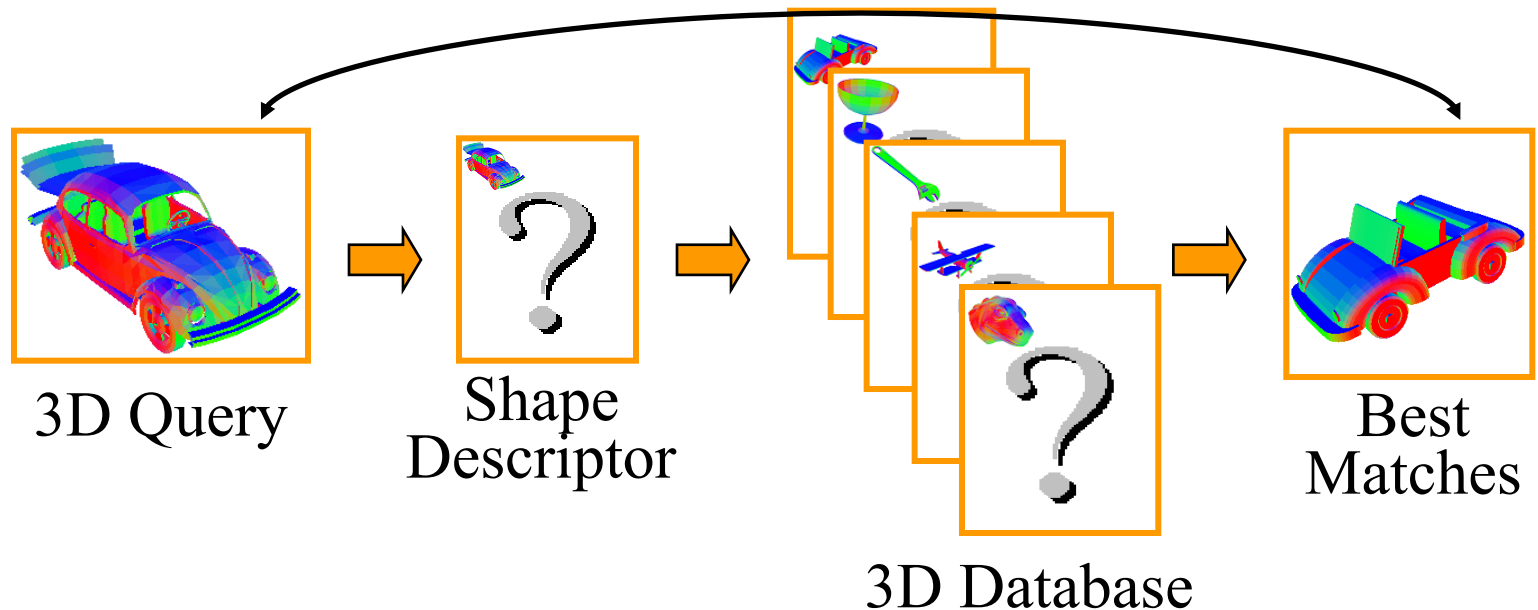 3D Query
Shape
Descriptor
3D Database
Best
Matches